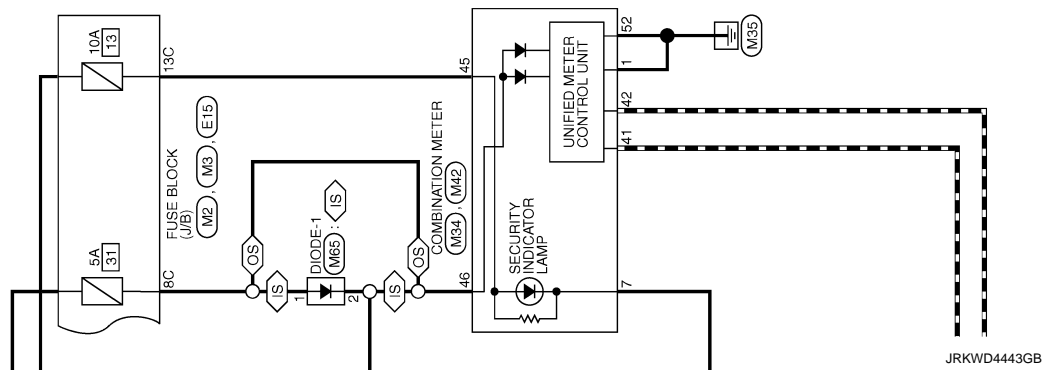 10A
13
13C
FUSE BLOCK
(J/B)
M2 , M3 , E15
5A
31
8C
OS
IS
1
DIODE-1
M65 : IS
2
IS
OS
COMBINATION METER
M34 , M42
45
46
UNIFIED METER
CONTROL UNIT
SECURITY
INDICATOR
LAMP
52
1
42
41
7
M35
JRKWD4443GB